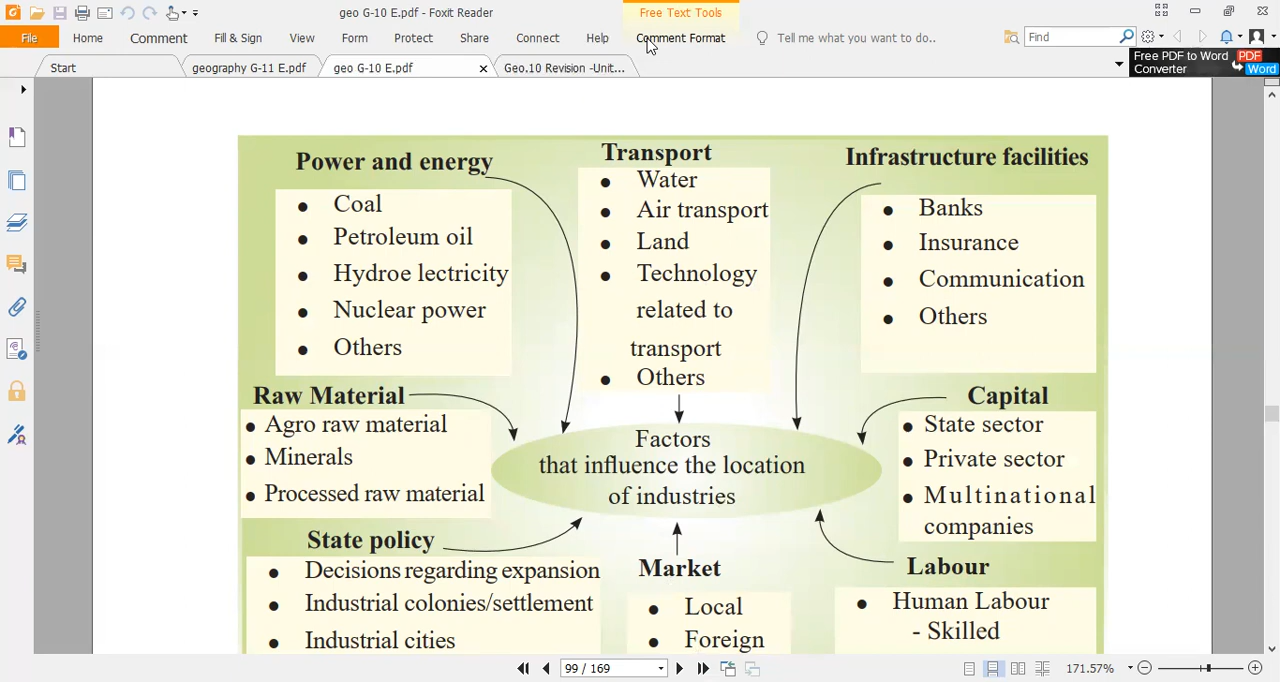 geo G-10 E.pdf - Foxit Reader
Free Text Tools
File Home Comment Fill & Sign View Form Protect Share Connect Help Comment Format Tell me what you want to do.. Find
Start geography G-11 E.pdf geo G-10 E.pdf Geo.10 Revision -Unit...
Free PDF to Word Converter
PDF
Word
Power and energy
• Coal
• Petroleum oil
• Hydroe lectricity
• Nuclear power
• Others
Transport
• Water
• Air transport
• Land
• Technology
related to
transport
• Others
Infrastructure facilities
• Banks
• Insurance
• Communication
• Others
Raw Material
• Agro raw material
• Minerals
• Processed raw material
Factors
that influence the location
of industries
Capital
• State sector
• Private sector
• Multinational
companies
State policy
• Decisions regarding expansion
• Industrial colonies/settlement
• Industrial cities
Market
• Local
• Foreign
Labour
• Human Labour
- Skilled
99 / 169
171.57%